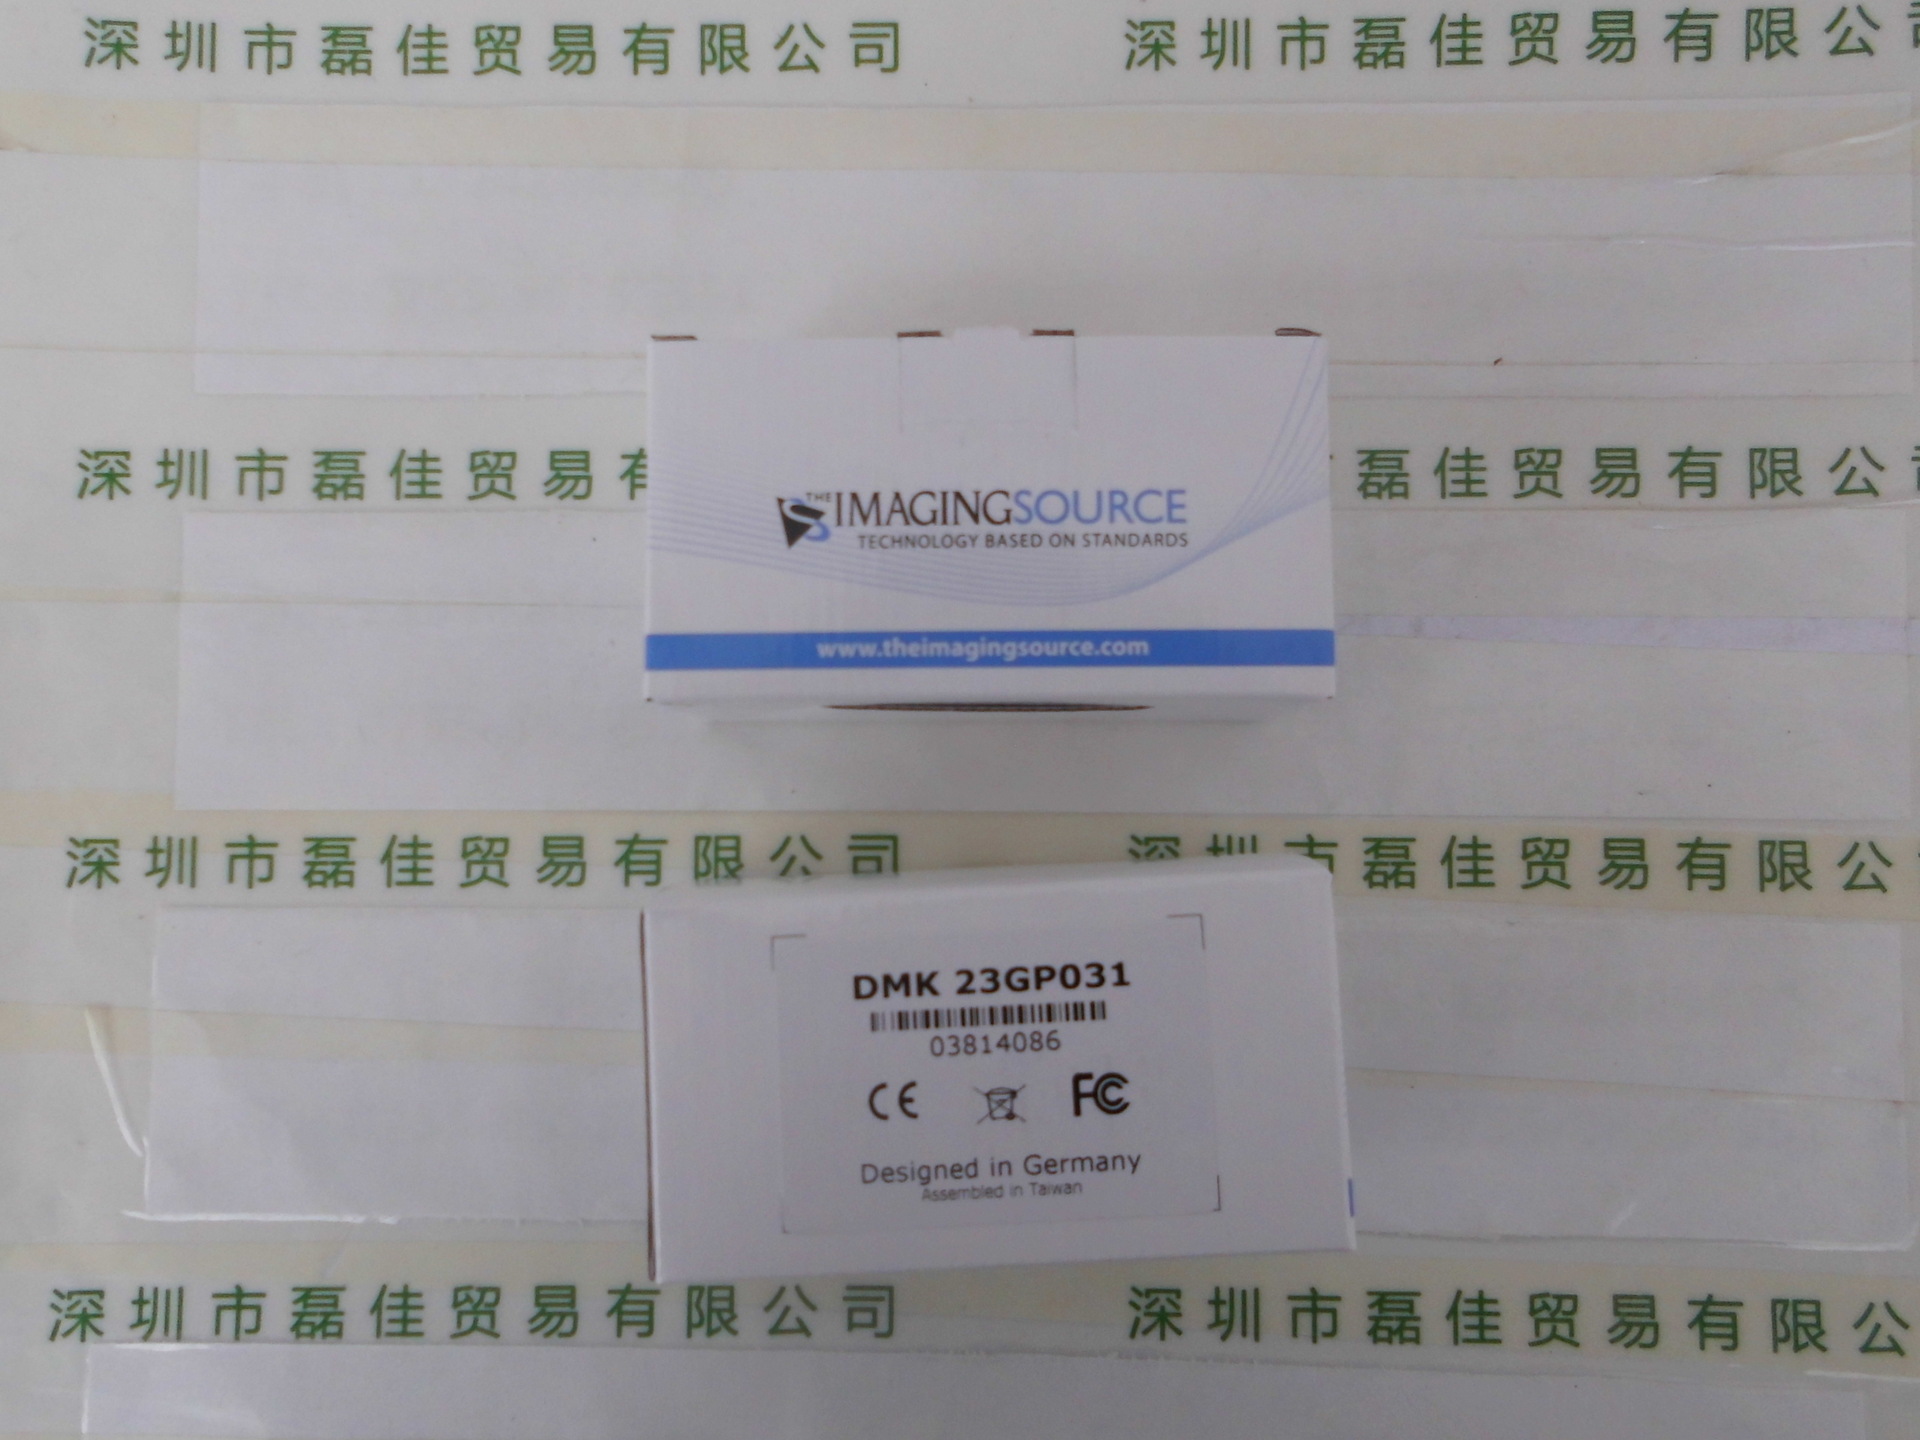 深圳市磊佳贸易有限公司 深圳市磊佳贸易有限公
深圳市磊佳贸易 磊佳贸易有限公
THE IMAGINGSOURCE
TECHNOLOGY BASED ON STANDARDS
www.theimagingsource.com
深圳市磊佳贸易有限公司 深圳市磊佳贸易有限公
DMK 23GP031
03814086
CE FC
Designed in Germany
Assembled in Taiwan
深圳市磊佳贸易有限公司 深圳市磊佳贸易有限公